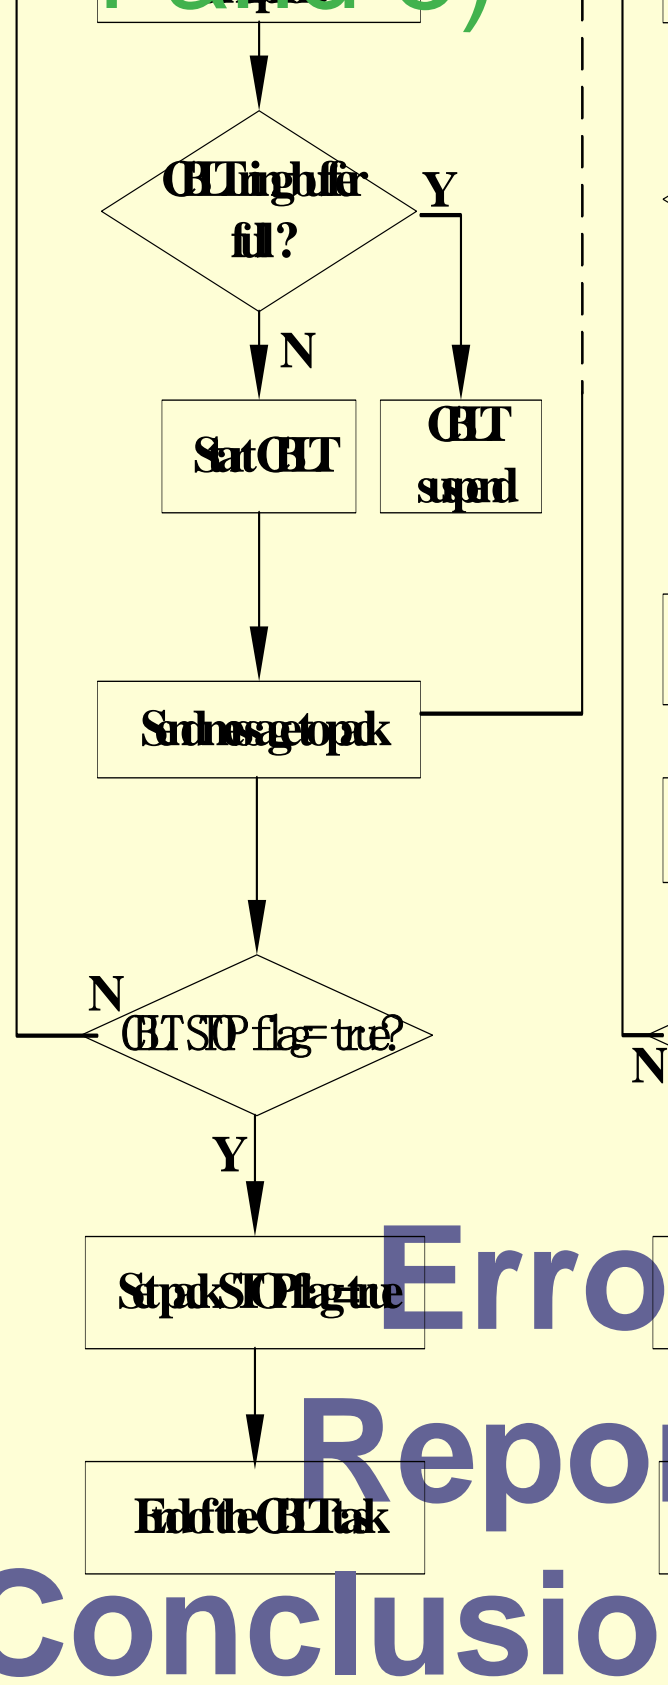 CBLT ring buffer
Y
full?
N
Start CBLT
CBLT
suspend
Send message to pack
N
CBLT STOP flag=true?
N
Y
Set pack STOP flag=true
Erro
Repor
End of the CBLT task
Conclusio